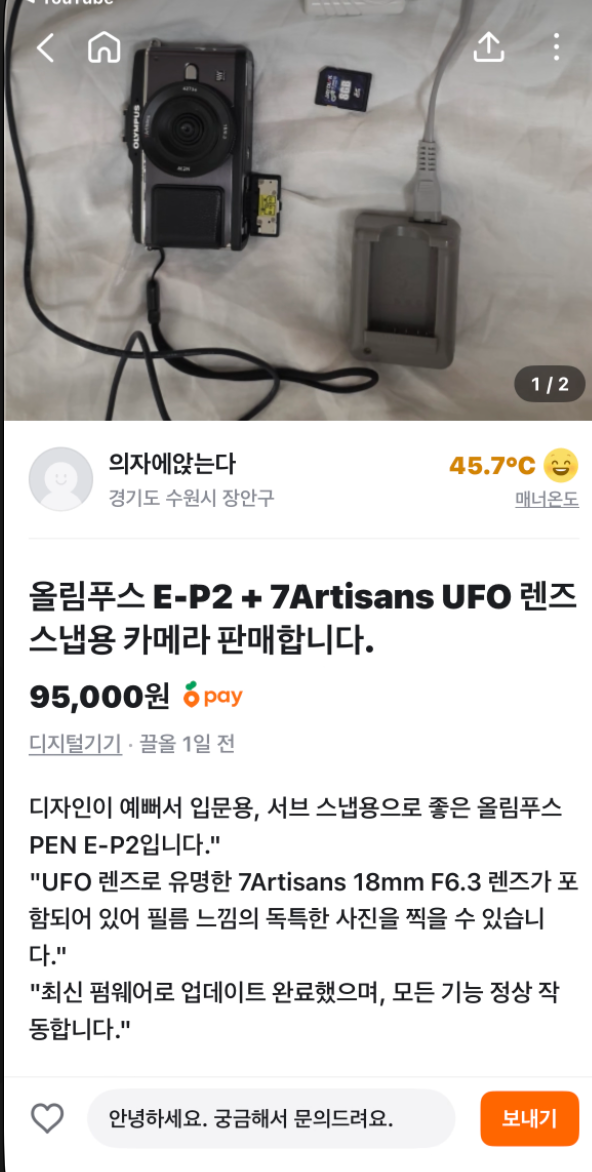 YouTube
OLYMPUS
8GB
1 / 2
의자에앉는다
45.7°C
경기도 수원시 장안구
매너온도
올림푸스 E-P2 + 7Artisans UFO 렌즈
스냅용 카메라 판매합니다.
95,000원 pay
디지털기기 · 끌올 1일 전
디자인이 예뻐서 입문용, 서브 스냅용으로 좋은 올림푸스
PEN E-P2입니다."
"UFO 렌즈로 유명한 7Artisans 18mm F6.3 렌즈가 포
함되어 있어 필름 느낌의 독특한 사진을 찍을 수 있습니
다."
"최신 펌웨어로 업데이트 완료했으며, 모든 기능 정상 작
동합니다."
안녕하세요. 궁금해서 문의드려요.
보내기